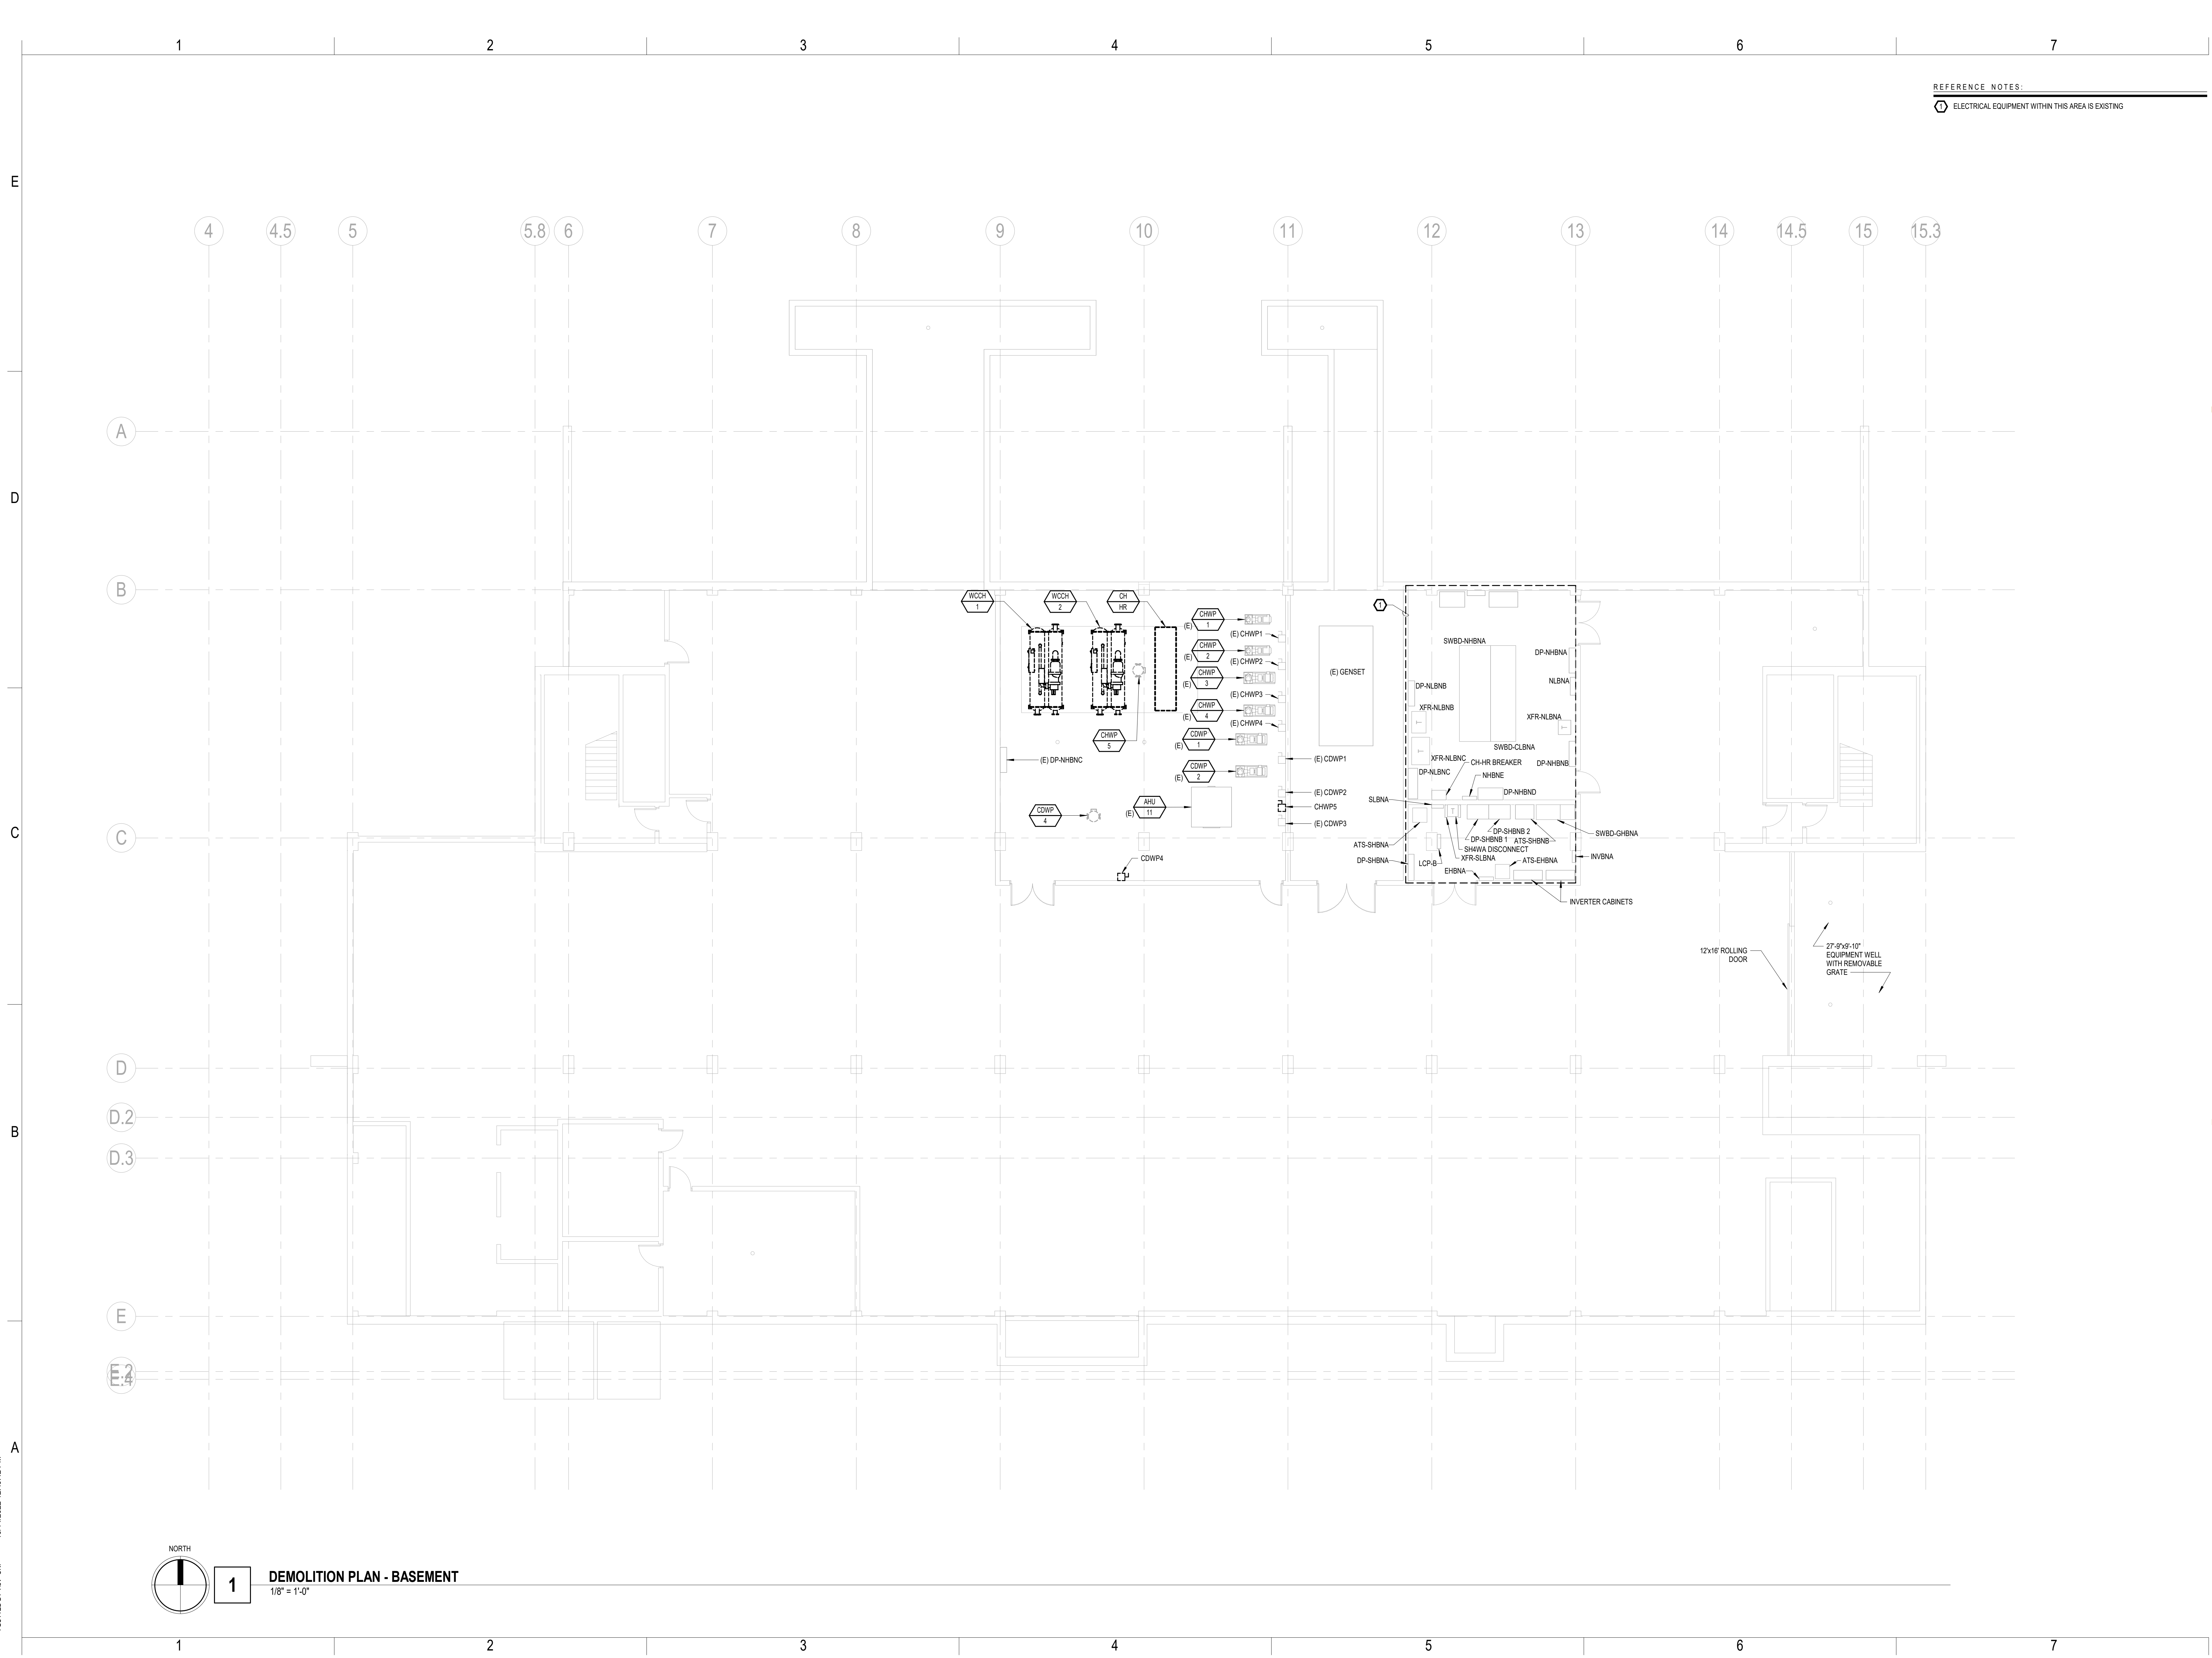 1 2 3 4 5 6 7
REFERENCE NOTES:
1 ELECTRICAL EQUIPMENT WITHIN THIS AREA IS EXISTING
E
4 4.5 5 5.8 6 7 8 9 10 11 12 13 14 14.5 15 15.3
A
D
B
WCCH
1
WCCH
2
CH
HR
CHWP
1
(E)
(E) CHWP1
CHWP
2
(E)
(E) CHWP2
CHWP
3
(E)
(E) CHWP3
CHWP
4
(E)
(E) CHWP4
CHWP
5
CDWP
1
(E)
(E) CDWP1
CDWP
2
(E)
(E) CDWP2
CHWP5
(E) CDWP3
AHU
11
(E)
(E) DP-NHBNC
CDWP
4
CDWP4
(E) GENSET
1
SWBD-NHBNA
DP-NHBNA
NLBNA
DP-NLBNB
XFR-NLBNB
XFR-NLBNA
T
T
T
SWBD-CLBNA
XFR-NLBNC
CH-HR BREAKER
DP-NHBNB
DP-NLBNC
NHBNE
DP-NHBND
SLBNA
T
SWBD-GHBNA
DP-SHBNB 2
DP-SHBNB 1
ATS-SHBNB
ATS-SHBNA
SH4WA DISCONNECT
XFR-SLBNA
DP-SHBNA
LCP-B
ATS-EHBNA
INVBNA
EHBNA
INVERTER CABINETS
C
C
12'x16' ROLLING
DOOR
27'-9"x9'-10"
EQUIPMENT WELL
WITH REMOVABLE
GRATE
D
D.2
B
D.3
E
E.4
A
NORTH
1
DEMOLITION PLAN - BASEMENT
1/8" = 1'-0"
1 2 3 4 5 6 7